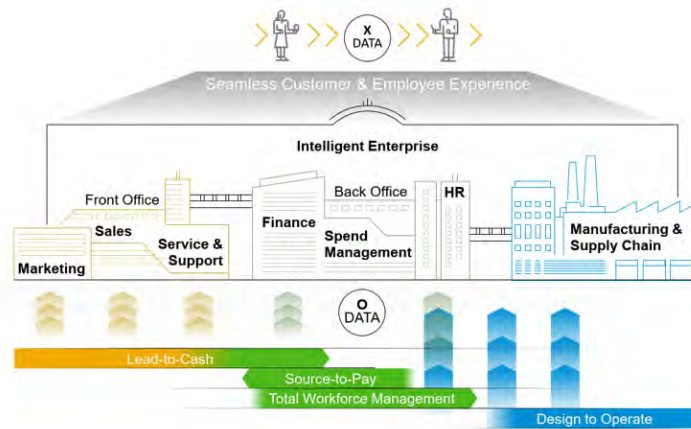 X
DATA
Seamless Customer & Employee Experience
Intelligent Enterprise
Front Office
Sales
Service &
Support
Marketing
Finance
Back Office
Spend
Management
HR
Manufacturing &
Supply Chain
O
DATA
Lead-to-Cash
Source-to-Pay
Total Workforce Management
Design to Operate